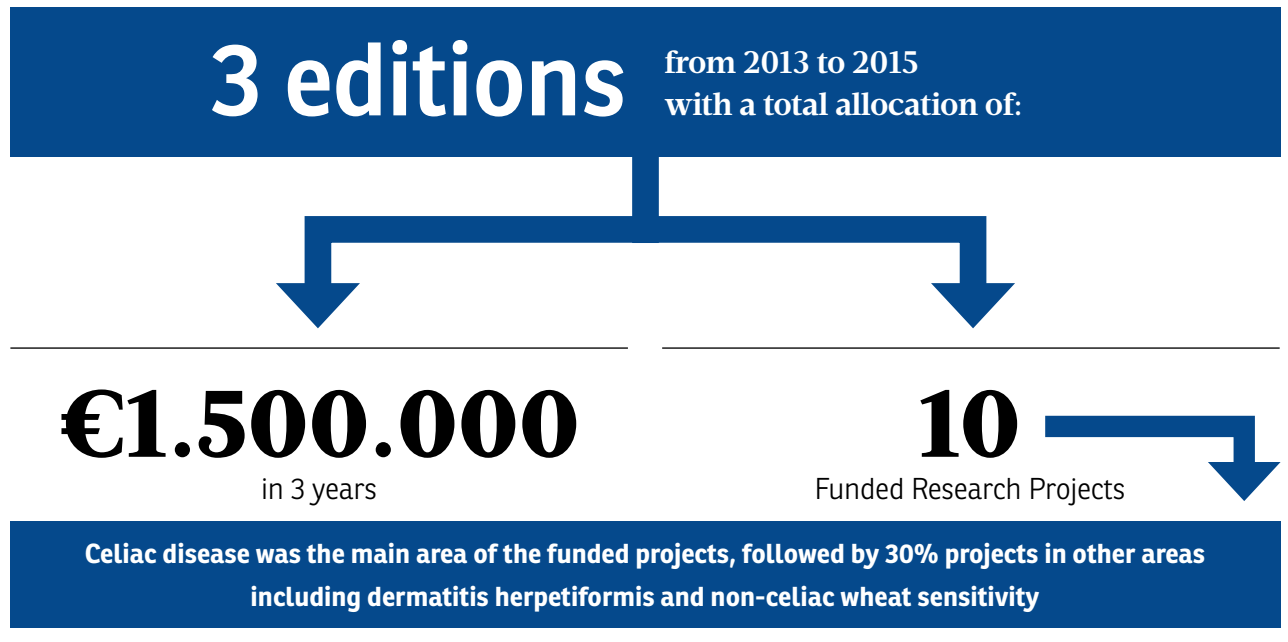 3 editions
from 2013 to 2015
with a total allocation of:
€1.500.000
in 3 years
10
Funded Research Projects
Celiac disease was the main area of the funded projects, followed by 30% projects in other areas
including dermatitis herpetiformis and non-celiac wheat sensitivity